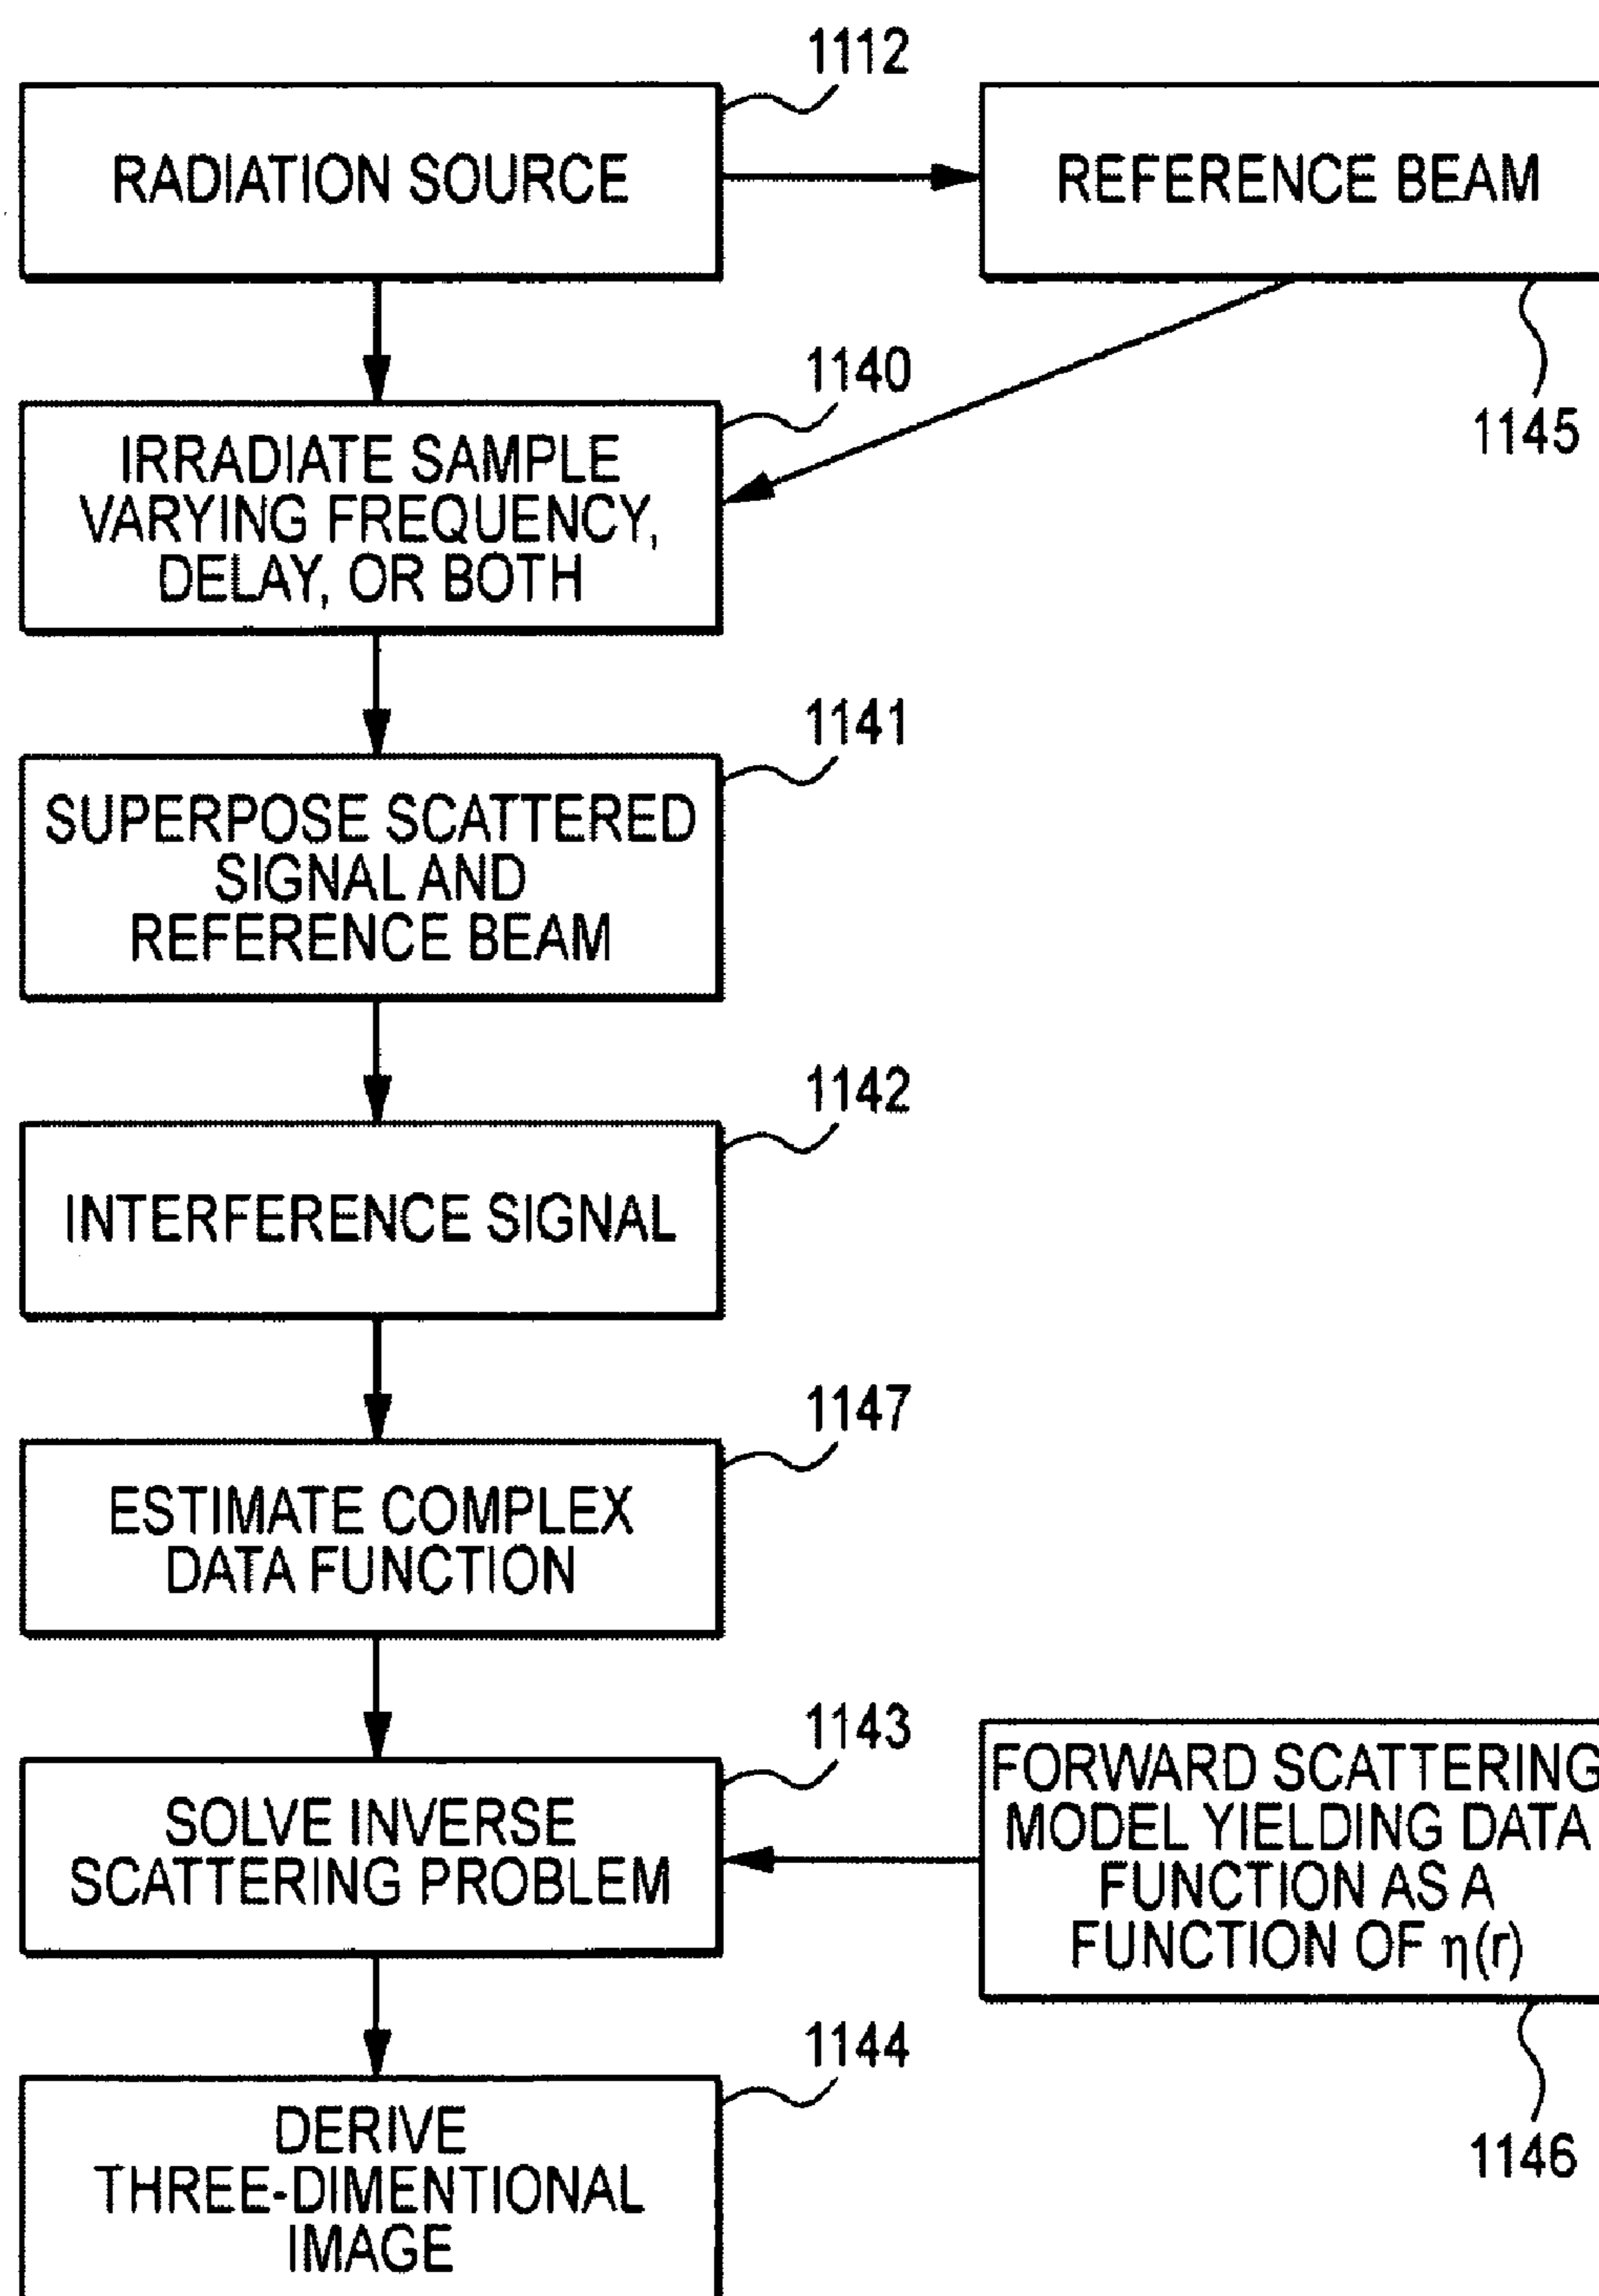 1112
RADIATION SOURCE
REFERENCE BEAM
1145
1140
IRRADIATE SAMPLE
VARYING FREQUENCY,
DELAY, OR BOTH
1141
SUPERPOSE SCATTERED
SIGNAL AND
REFERENCE BEAM
1142
INTERFERENCE SIGNAL
1147
ESTIMATE COMPLEX
DATA FUNCTION
1143
SOLVE INVERSE
SCATTERING PROBLEM
FORWARD SCATTERING
MODEL YIELDING DATA
FUNCTION AS A
FUNCTION OF η(r)
1146
1144
DERIVE
THREE-DIMENTIONAL
IMAGE